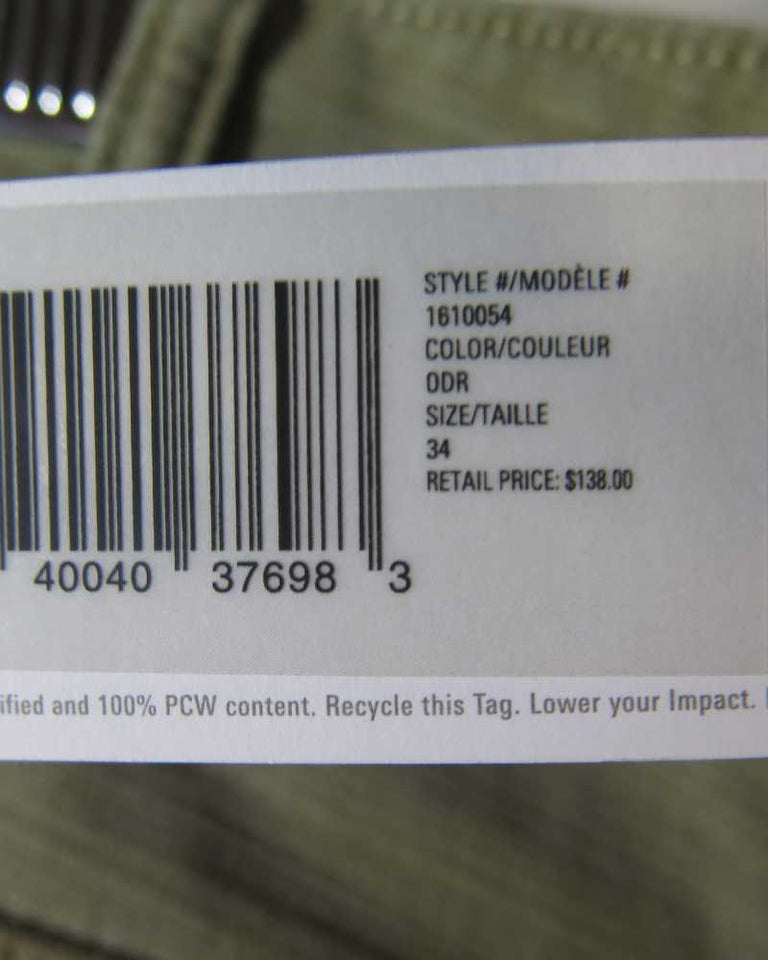 STYLE #/MODÈLE #
1610054
COLOR/COULEUR
ODR
SIZE/TAILLE
34
RETAIL PRICE: $138.00
40040 37698 3
ified and 100% PCW content. Recycle this Tag. Lower your Impact.